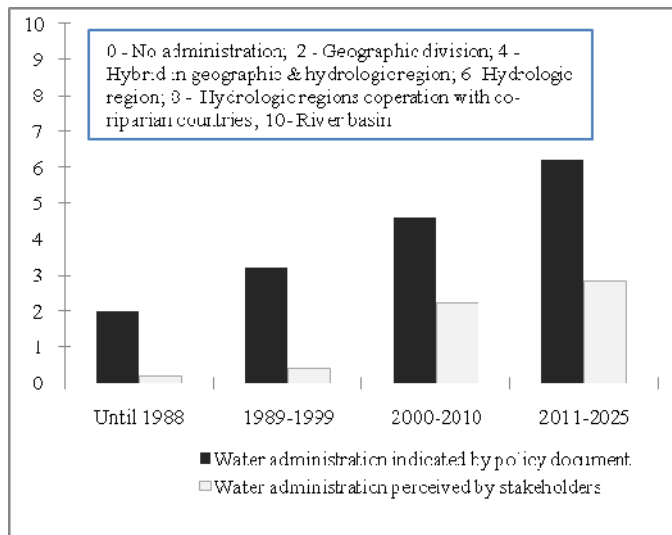 10
9
8
7
6
5
4
3
2
1
0
0 - No administration; 2 - Geographic division; 4 -
Hybrid in geographic & hydrologic region; 6 Hydrologic
region; 8 - Hydrologic regions coperation with co-
riparian countries, 10- River basin
Until 1988 1989-1999 2000-2010 2011-2025
Water administration indicated by policy document
Water administration perceived by stakeholders